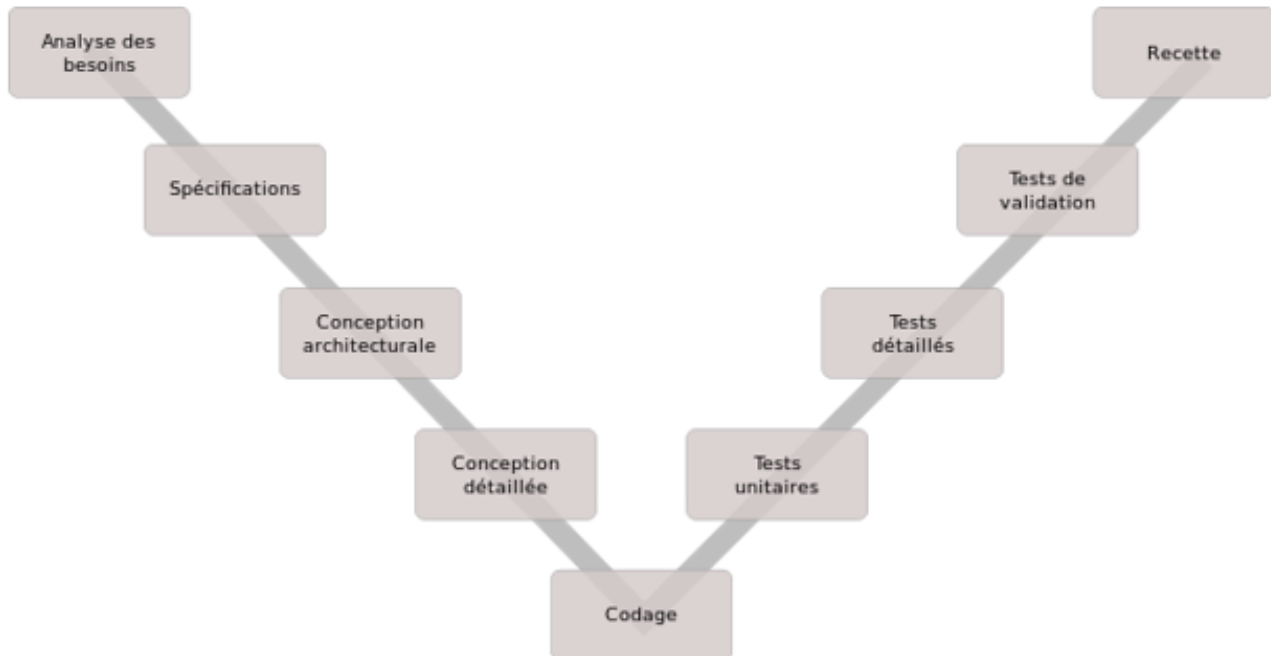 Analyse des
besoins
Recette
Spécifications
Tests de
validation
Conception
architecturale
Tests
détaillés
Conception
détaillée
Tests
unitaires
Codage